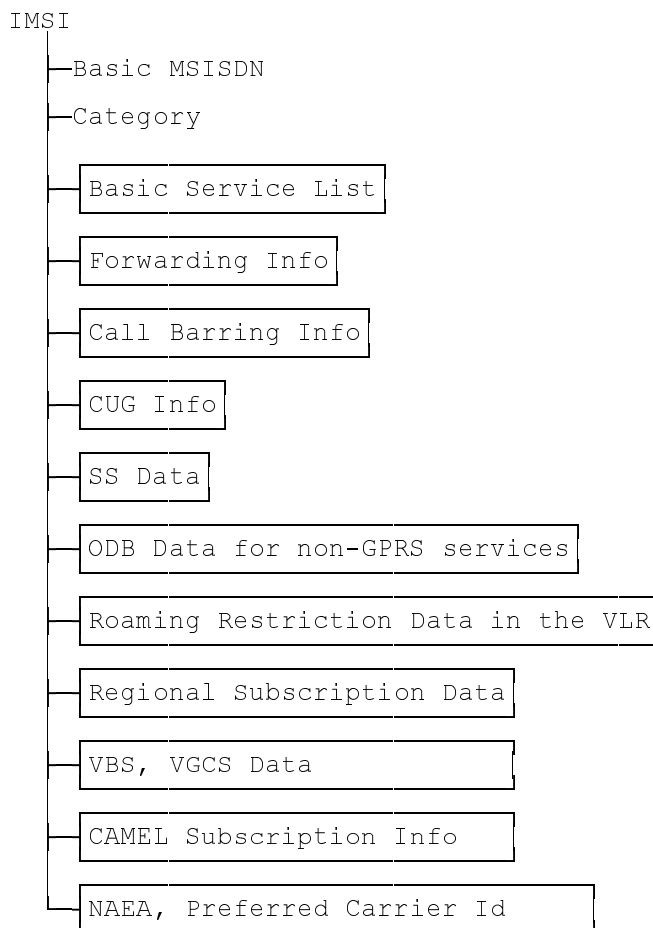 IMSI
Basic MSISDN
Category
Basic Service List
Forwarding Info
Call Barring Info
CUG Info
SS Data
ODB Data for non-GPRS services
Roaming Restriction Data in the VLR
Regional Subscription Data
VBS, VGCS Data
CAMEL Subscription Info
NAEA, Preferred Carrier Id